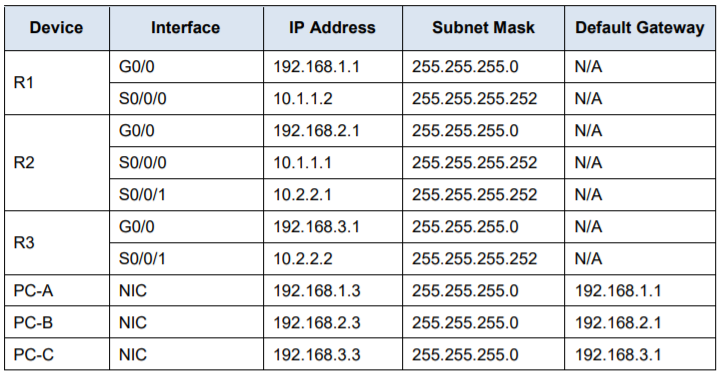 Device Interface IP Address Subnet Mask Default Gateway
R1 G0/0 192.168.1.1 255.255.255.0 N/A
S0/0/0 10.1.1.2 255.255.255.252 N/A
R2 G0/0 192.168.2.1 255.255.255.0 N/A
S0/0/0 10.1.1.1 255.255.255.252 N/A
S0/0/1 10.2.2.1 255.255.255.252 N/A
R3 G0/0 192.168.3.1 255.255.255.0 N/A
S0/0/1 10.2.2.2 255.255.255.252 N/A
PC-A NIC 192.168.1.3 255.255.255.0 192.168.1.1
PC-B NIC 192.168.2.3 255.255.255.0 192.168.2.1
PC-C NIC 192.168.3.3 255.255.255.0 192.168.3.1